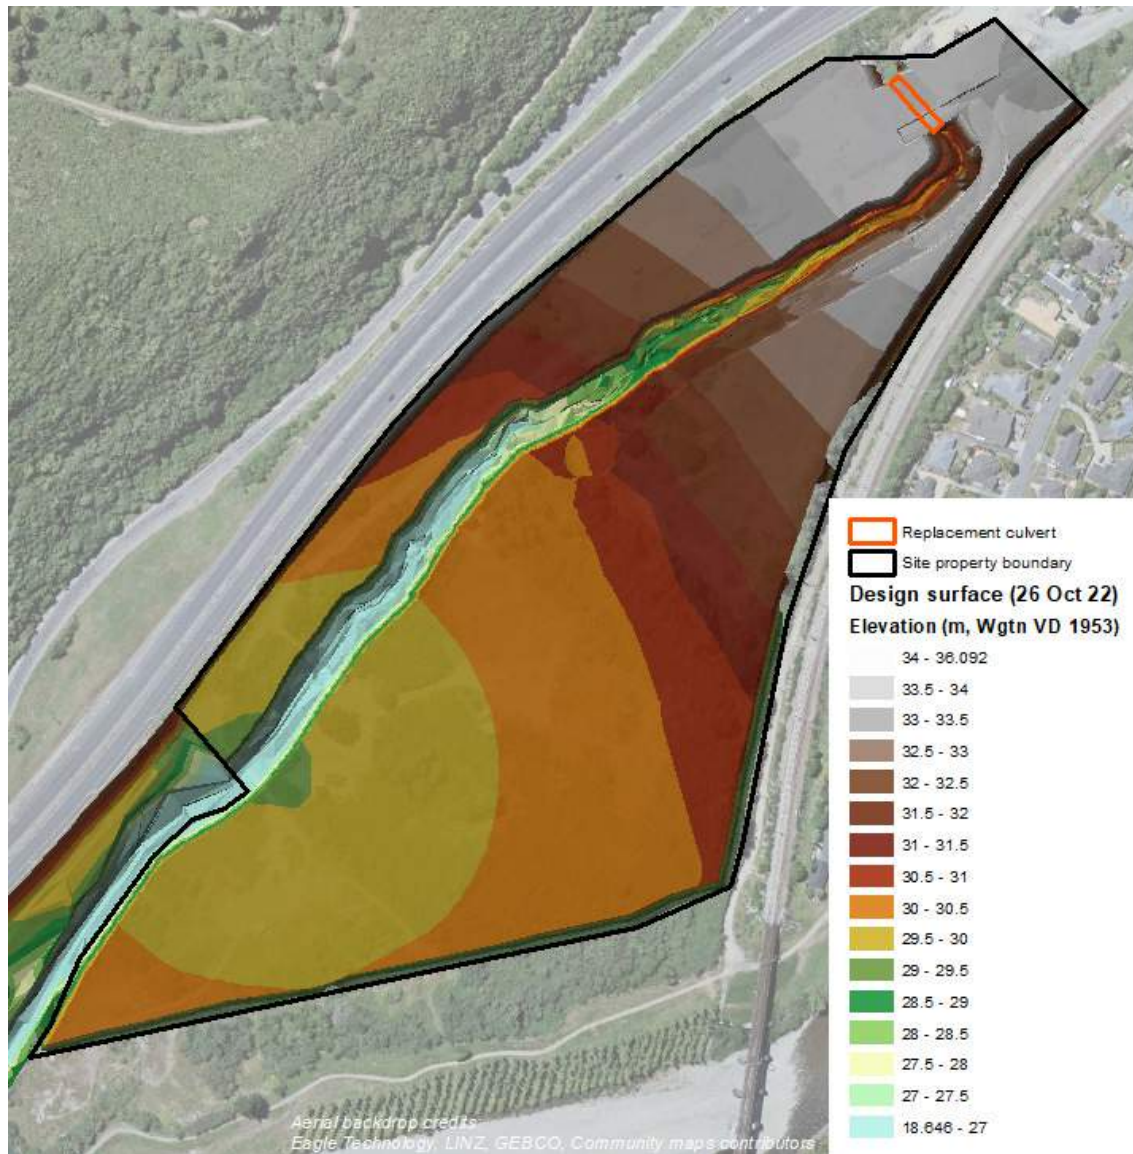 Replacement culvert
Site property boundary
Design surface (26 Oct 22)
Elevation (m, Wgtn VD 1953)
34 - 36.092
33.5 - 34
33 - 33.5
32.5 - 33
32 - 32.5
31.5 - 32
31 - 31.5
30.5 - 31
30 - 30.5
29.5 - 30
29 - 29.5
28.5 - 29
28 - 28.5
27.5 - 28
27 - 27.5
18.646 - 27
Aerial backdrop credits
Eagle Technology, LINZ, GEBCO, Community maps contributors